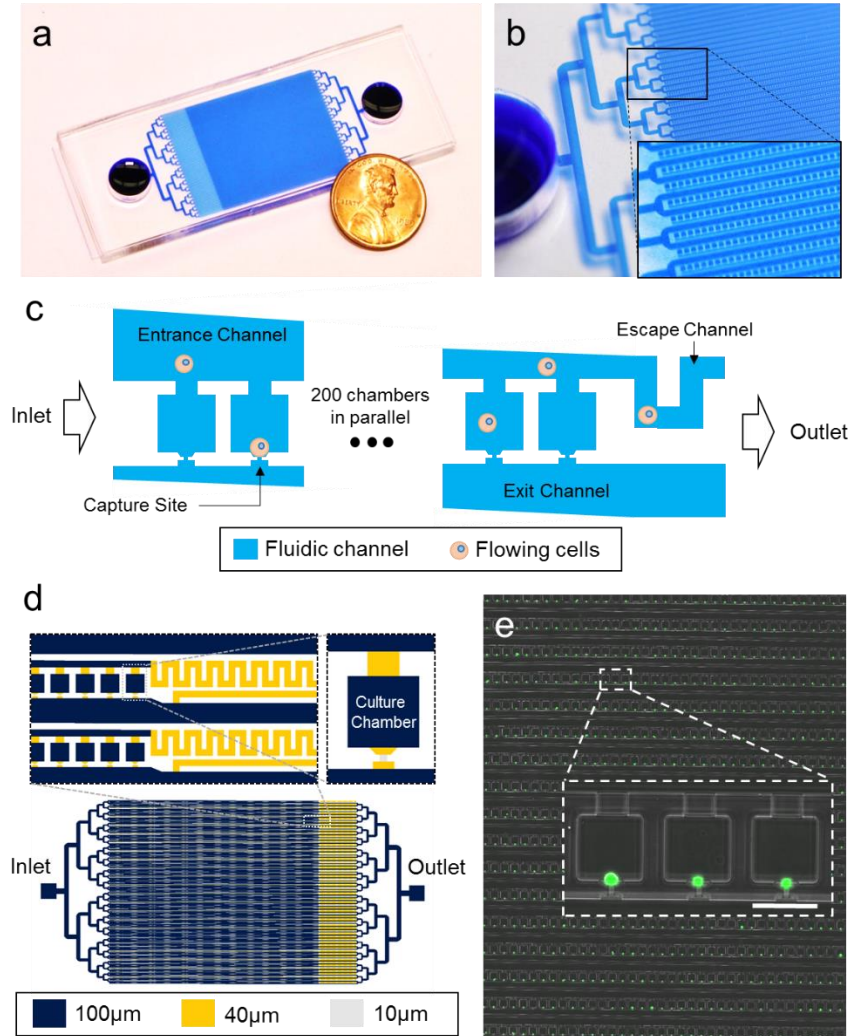 a
b
c
Entrance Channel
Escape Channel
Inlet
200 chambers
in parallel
Outlet
Capture Site
Exit Channel
Fluidic channel
Flowing cells
d
e
Culture
Chamber
Inlet
Outlet
100µm
40µm
10µm